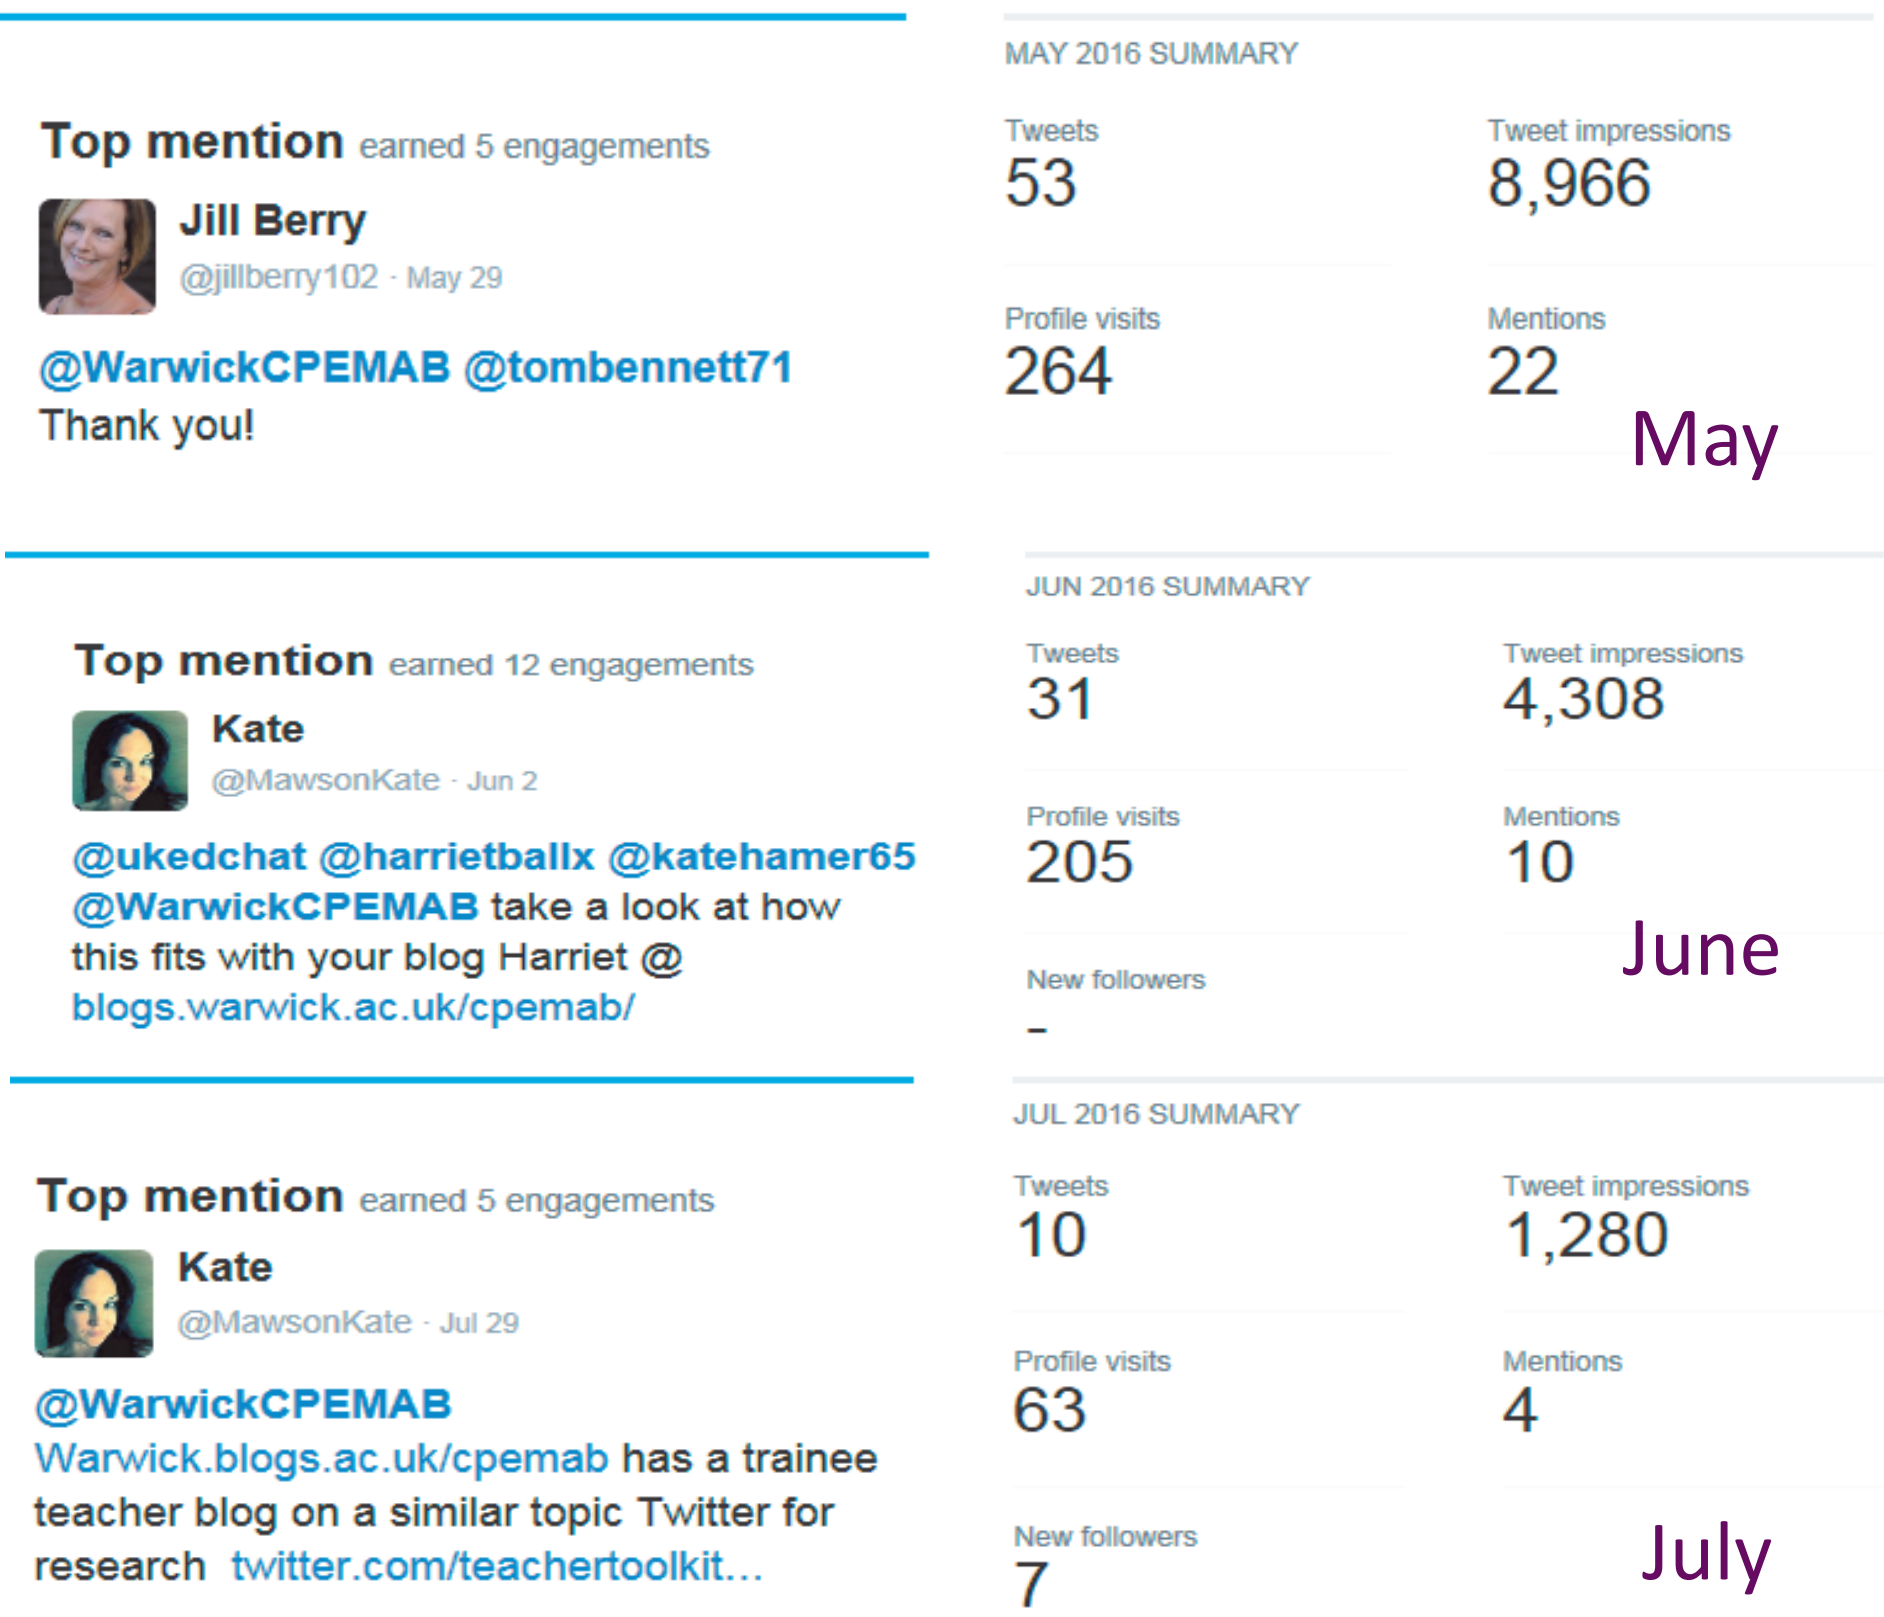 MAY 2016 SUMMARY
Top mention earned 5 engagements
Jill Berry
@jillberry102 · May 29
@WarwickCPEMAB @tombennett71
Thank you!
Tweets
53
Tweet impressions
8,966
Profile visits
264
Mentions
22
May
JUN 2016 SUMMARY
Top mention earned 12 engagements
Kate
@MawsonKate · Jun 2
@ukedchat @harrietballx @katehamer65
@WarwickCPEMAB take a look at how
this fits with your blog Harriet @
blogs.warwick.ac.uk/cpemab/
Tweets
31
Tweet impressions
4,308
Profile visits
205
Mentions
10
New followers
-
June
JUL 2016 SUMMARY
Top mention earned 5 engagements
Kate
@MawsonKate · Jul 29
@WarwickCPEMAB
Warwick.blogs.ac.uk/cpemab has a trainee
teacher blog on a similar topic Twitter for
research twitter.com/teachertoolkit…
Tweets
10
Tweet impressions
1,280
Profile visits
63
Mentions
4
New followers
7
July